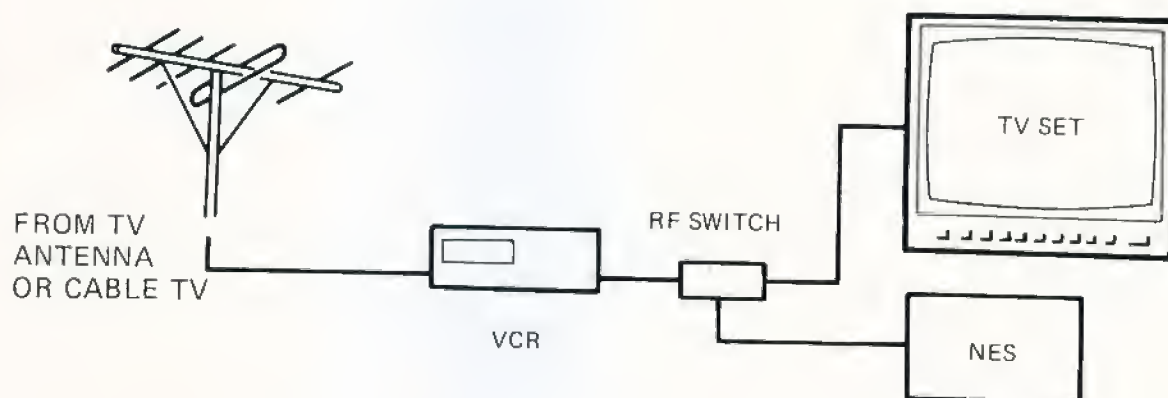 FROM TV
ANTENNA
OR CABLE TV
VCR
RF SWITCH
TV SET
NES